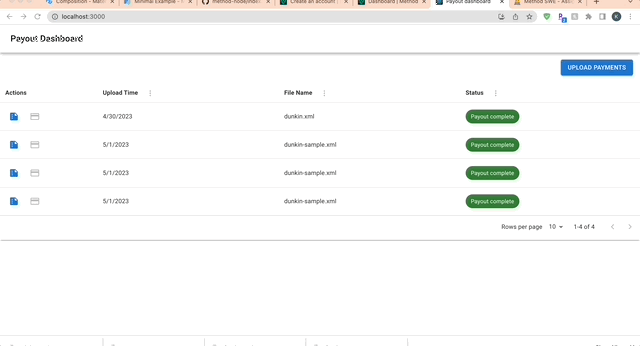 Composition - Mate
Minimal Example - 
method-node/index
Create an account |
Dashboard | Method
Payout dashboard
Method SWE - Ass
localhost:3000
Payout Dashboard
UPLOAD PAYMENTS
Actions Upload Time File Name Status
4/30/2023 dunkin.xml Payout complete
5/1/2023 dunkin-sample.xml Payout complete
5/1/2023 dunkin-sample.xml Payout complete
5/1/2023 dunkin-sample.xml Payout complete
Rows per page 10 1-4 of 4